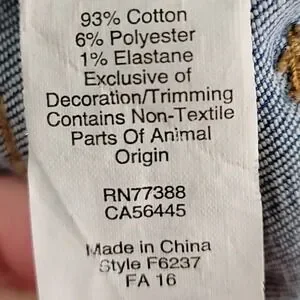 93% Cotton
6% Polyester
1% Elastane
Exclusive of
Decoration/Trimming
Contains Non-Textile
Parts Of Animal
Origin
RN77388
CA56445
Made in China
Style F6237
FA 16